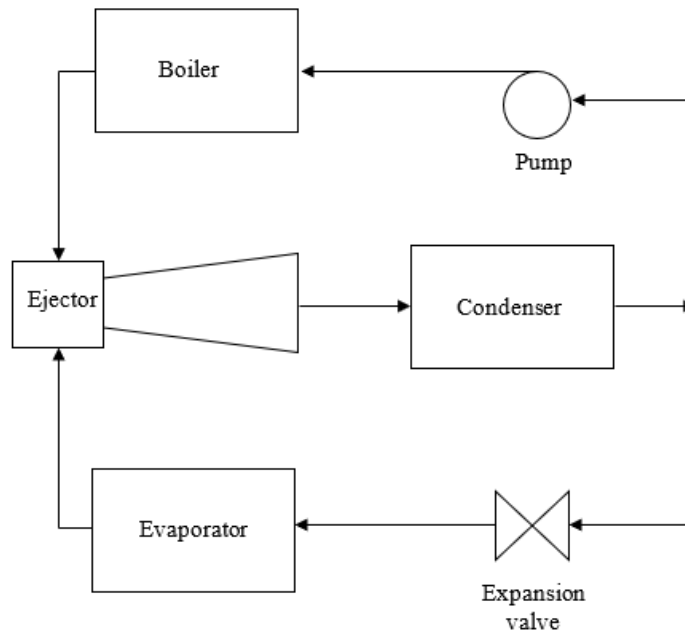 Boiler
Pump
Ejector
Condenser
Evaporator
Expansion
valve